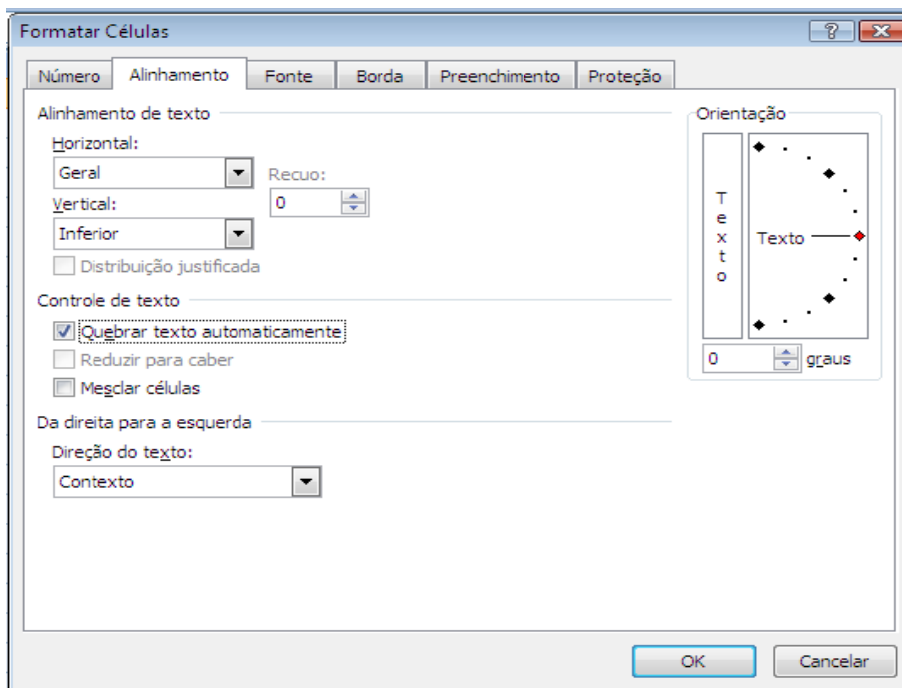 Formatar Células
Número Alinhamento Fonte Borda Preenchimento Proteção
Alinhamento de texto
Horizontal:
Geral
Recuo:
0
Vertical:
Inferior
Distribuição justificada
Controle de texto
Quebrar texto automaticamente
Reduzir para caber
Mesclar células
Da direita para a esquerda
Direção do texto:
Contexto
Orientação
Texto
Texto
0 graus
OK Cancelar